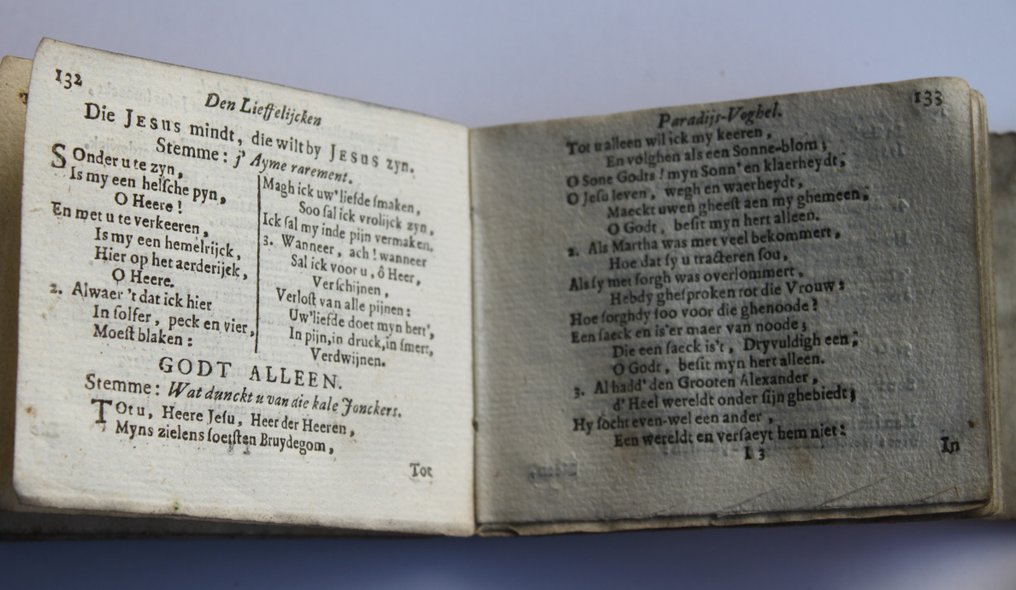 132
Den Lieffelijcken
Die JESUS mindt, die wilt by JESUS zyn.
Stemme: j' Ayme rarement.
SOnder u te zyn,
Is my een helsche pyn,
O Heere!
En met u te verkeeren,
Is my een hemelrijck,
Hier op het aerderijck,
O Heere.
2. Alwaer 't dat ick hier
In solfer, peck en vier,
Moest blaken:
Magh ick uw' liefde smaken,
Soo sal ick vrolijck zyn,
Ick sal my inde pijn vermaken.
3. Wanneer, ach! wanneer
Sal ick voor u, ô Heer,
Verschijnen,
Verlost van alle pijnen:
Uw' liefde doet myn hert',
In pijn, in druck, in smert,
Verdwijnen.
GODT ALLEEN.
Stemme: Wat dunckt u van die kale Jonckers.
TOt u, Heere Jesu, Heer der Heeren,
Myns zielens soetsten Bruydegom,
Tot
133
Paradijs-Voghel.
Tot u alleen wil ick my keeren,
En volghen als een Sonne-blom;
O Sone Godts! myn Sonn' en klaerheydt,
O Jesu leven, wegh en waerheydt,
Maeckt uwen gheest aen my ghemeen;
O Godt, besit myn hert alleen.
2. Als Martha was met veel bekommert,
Hoe dat sy u tracteren sou,
Als sy met sorgh was overlommert,
Hebdy ghesproken tot die Vrouw:
Hoe sorghdy soo voor die ghenoode?
Een saeck en is'er maer van noode;
Die een saeck is't, Dryvuldigh een;
O Godt, besit myn hert alleen.
3. Al hadd' den Grooten Alexander,
d' Heel wereldt onder sijn ghebiedt;
Hy socht even-wel een ander,
Een wereldt en versaeyt hem niet:
I 3
In